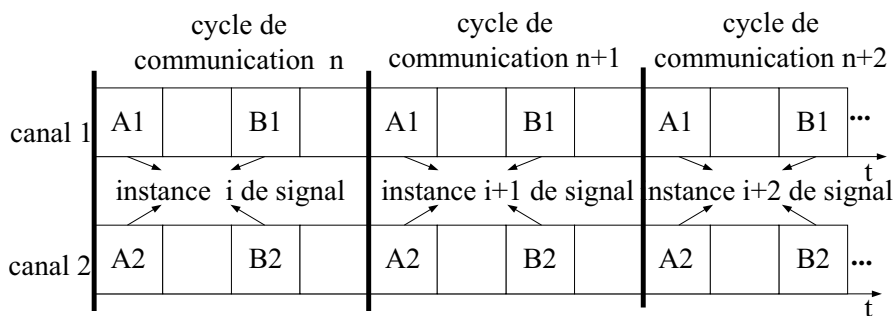 cycle de
communication n
cycle de
communication n+1
cycle de
communication n+2
canal 1
A1 B1 A1 B1 A1 B1 ...
t
instance i de signal
instance i+1 de signal
instance i+2 de signal
canal 2
A2 B2 A2 B2 A2 B2 ...
t